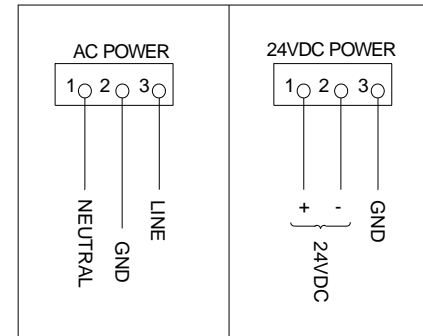 AC POWER
1 2 3
NEUTRAL
GND
LINE
24VDC POWER
1 2 3
+ -
24VDC
GND